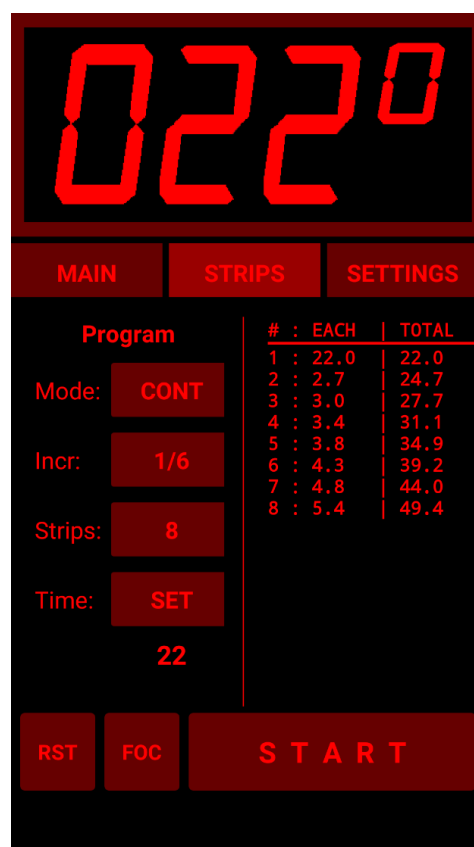 022⁰
MAIN STRIPS SETTINGS
Program
Mode: CONT
Incr: 1/6
Strips: 8
Time: SET
22
# : EACH | TOTAL
1 : 22.0 | 22.0
2 : 2.7 | 24.7
3 : 3.0 | 27.7
4 : 3.4 | 31.1
5 : 3.8 | 34.9
6 : 4.3 | 39.2
7 : 4.8 | 44.0
8 : 5.4 | 49.4
RST FOC START